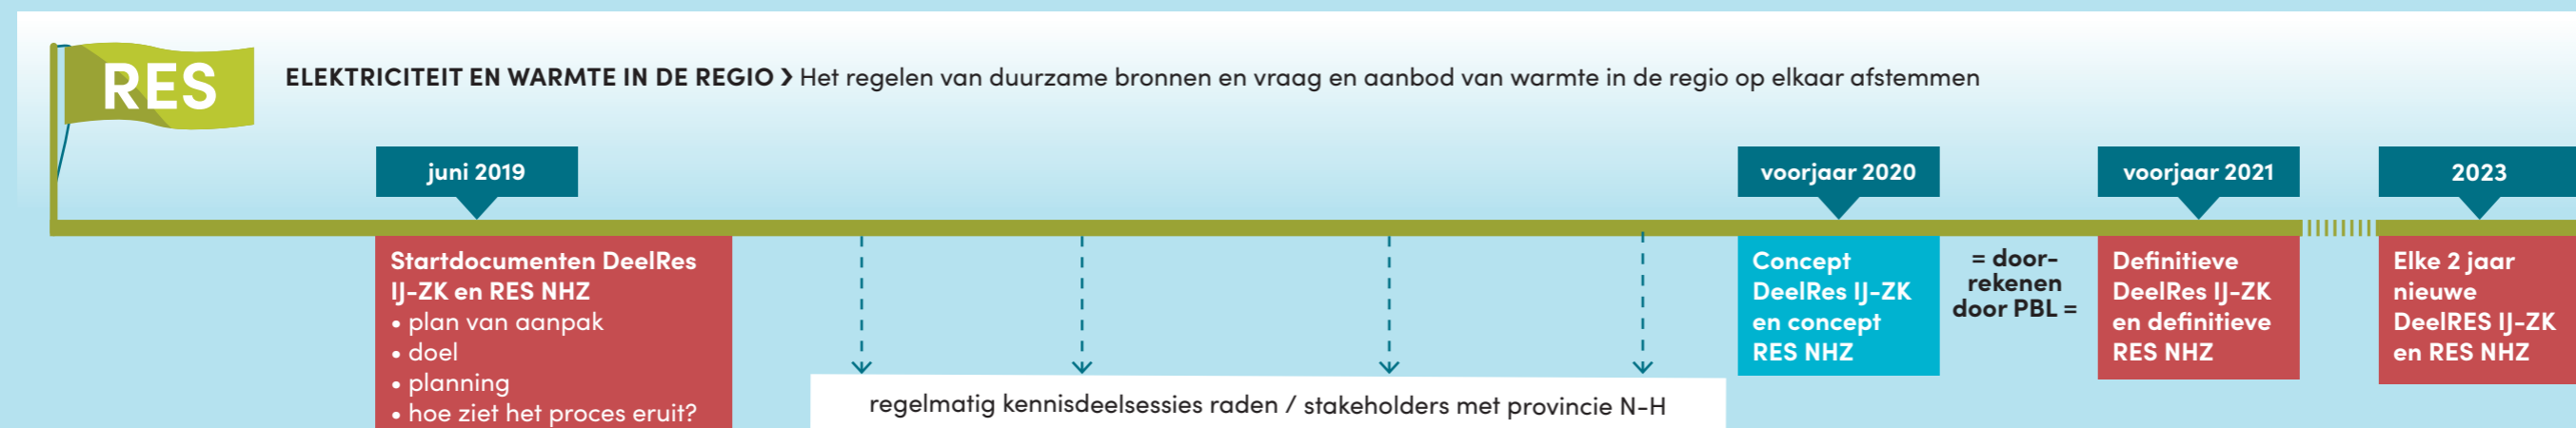 RES
ELEKTRICITEIT EN WARMTE IN DE REGIO › Het regelen van duurzame bronnen en vraag en aanbod van warmte in de regio op elkaar afstemmen
juni 2019
voorjaar 2020
voorjaar 2021
2023
Startdocumenten DeelRes
IJ-ZK en RES NHZ
• plan van aanpak
• doel
• planning
• hoe ziet het proces eruit?
regelmatig kennisdeelsessies raden / stakeholders met provincie N-H
Concept
DeelRes IJ-ZK
en concept
RES NHZ
= door-
rekenen
door PBL =
Definitieve
DeelRes IJ-ZK
en definitieve
RES NHZ
Elke 2 jaar
nieuwe
DeelRES IJ-ZK
en RES NHZ